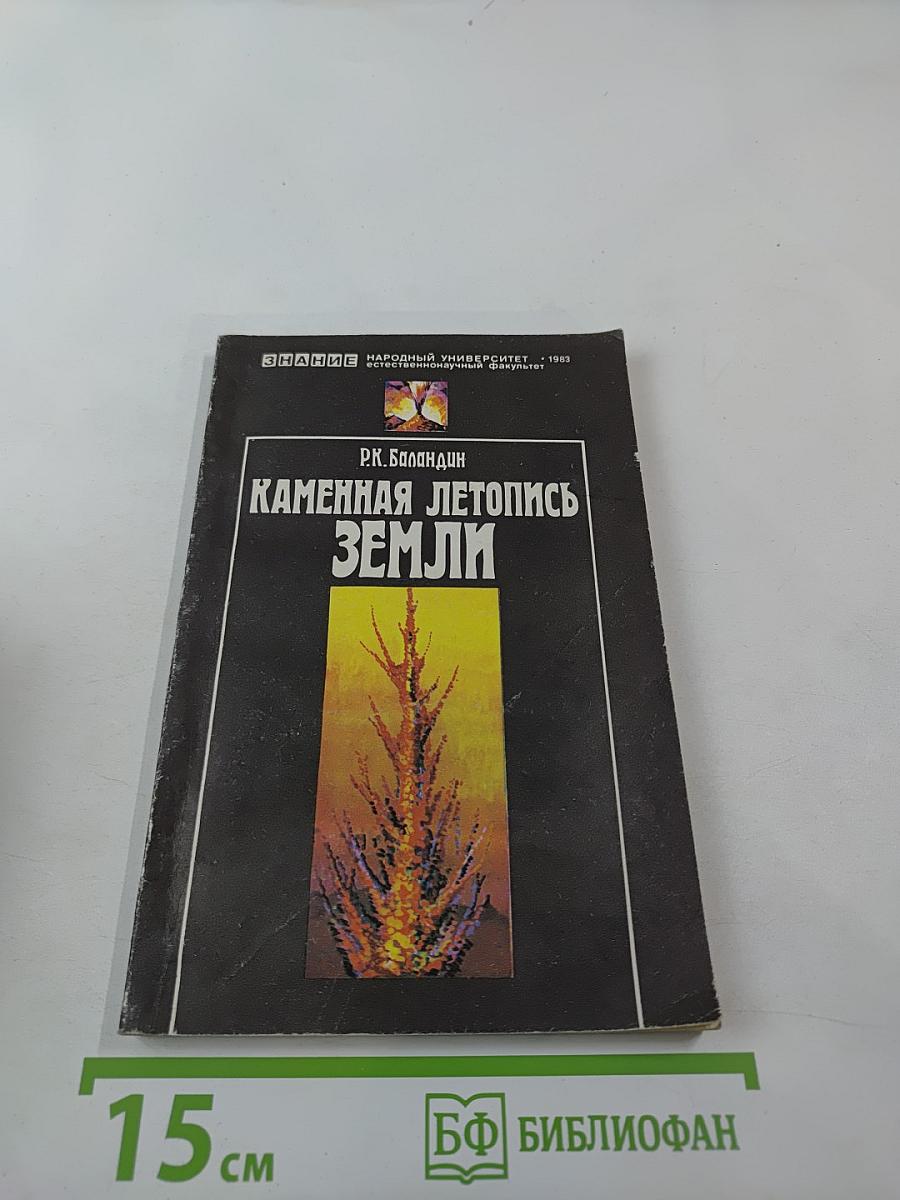 ЗНАНИЕ НАРОДНЫЙ УНИВЕРСИТЕТ • 1983
естественнонаучный факультет
Р.К. Баландин
КАМЕННАЯ ЛЕТОПИСЬ
ЗЕМЛИ
15 см
БФ БИБЛИОФАН